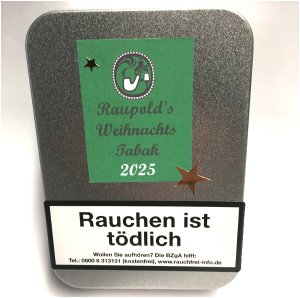 Raupold's
Weihnachts
Tabak
2025
Rauchen ist
tödlich
Wollen Sie aufhören? Die BZgA hilft:
Tel.: 0800 8 313131 (kostenfrei), www.rauchfrei-info.de